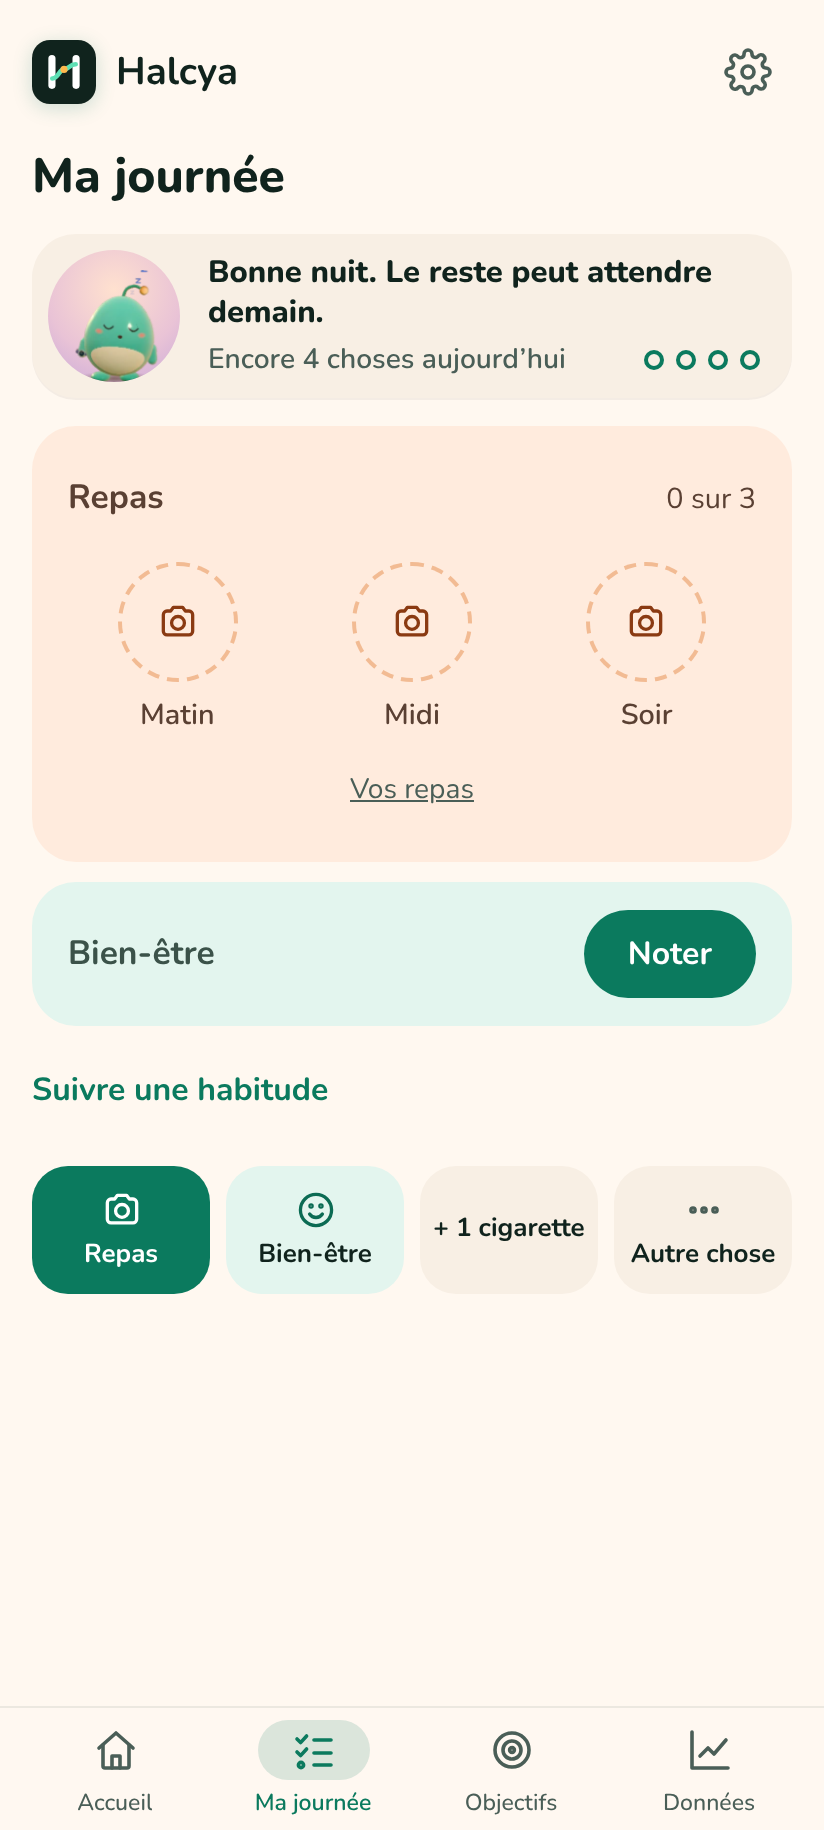 Halcya
Ma journée
Bonne nuit. Le reste peut attendre
demain.
Encore 4 choses aujourd’hui
Repas
0 sur 3
Matin
Midi
Soir
Vos repas
Bien-être
Noter
Suivre une habitude
Repas
Bien-être
+ 1 cigarette
Autre chose
Accueil
Ma journée
Objectifs
Données